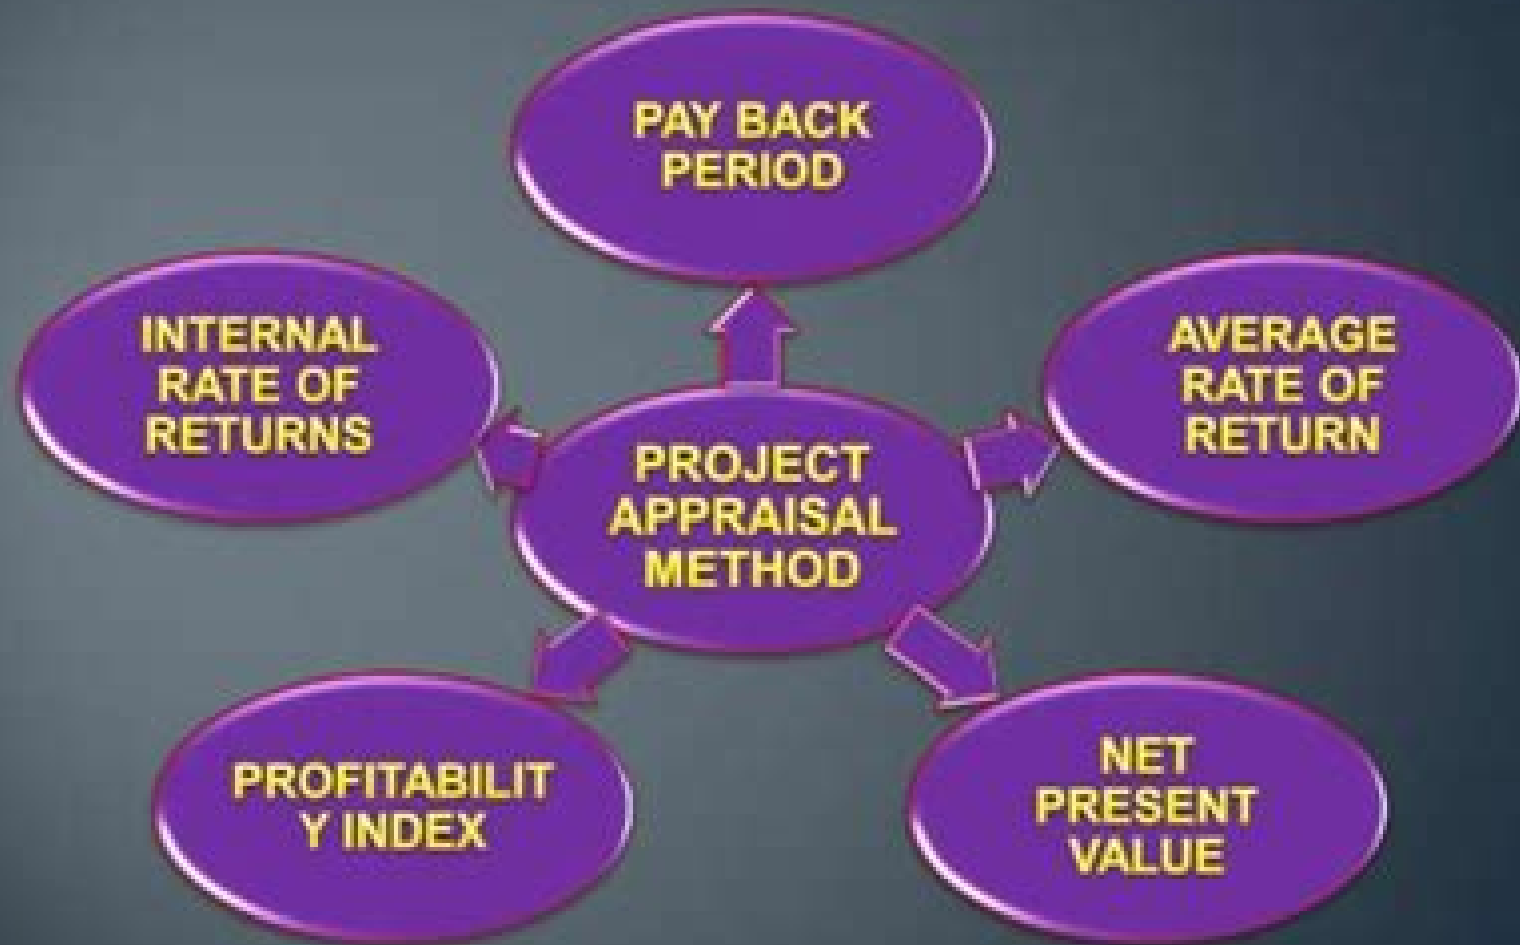 PAY BACK
PERIOD
INTERNAL
RATE OF
RETURNS
AVERAGE
RATE OF
RETURN
PROJECT
APPRAISAL
METHOD
PROFITABILIT
Y INDEX
NET
PRESENT
VALUE